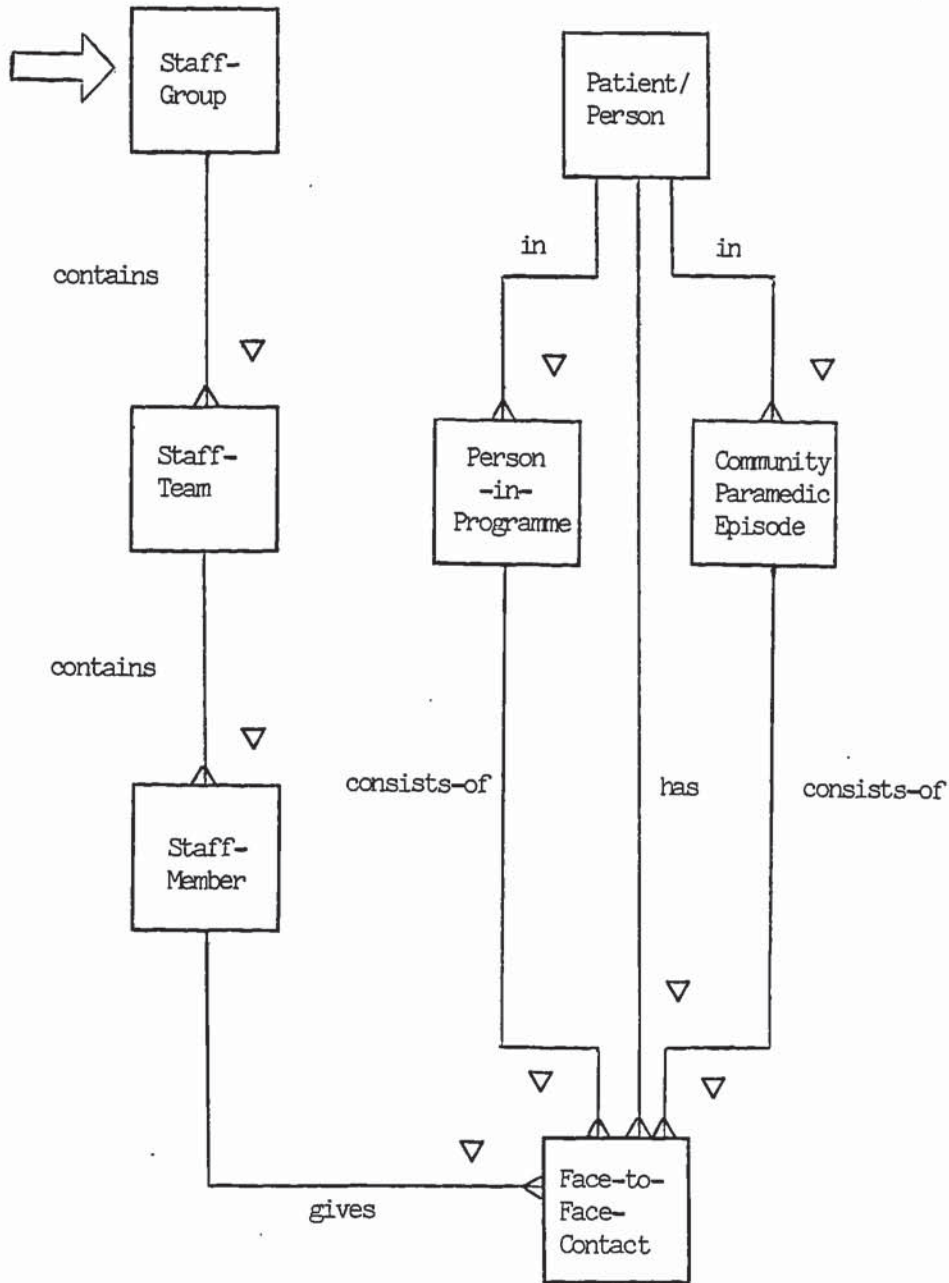 Staff-
Group
Patient/
Person
in
in
contains
Staff-
Team
Person
-in-
Programme
Community
Paramedic
Episode
contains
consists-of
has
consists-of
Staff-
Member
gives
Face-to-
Face-
Contact